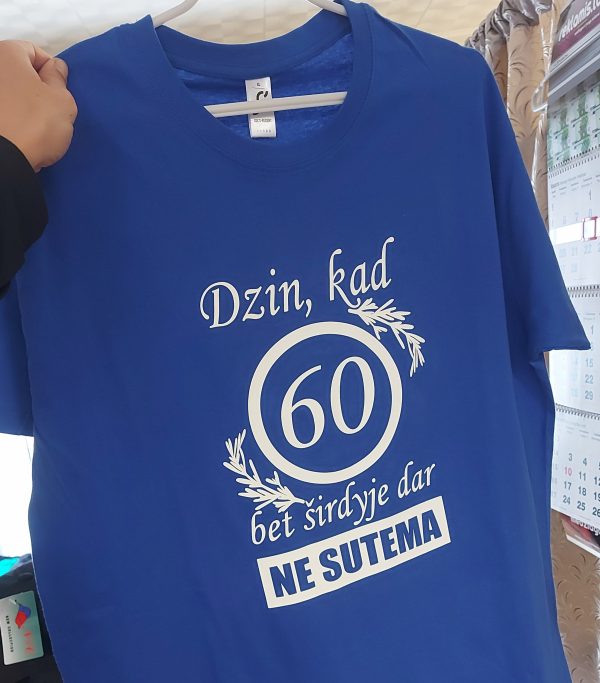 Dzin, kad
60
bet širdyje dar
NE SUTEMA